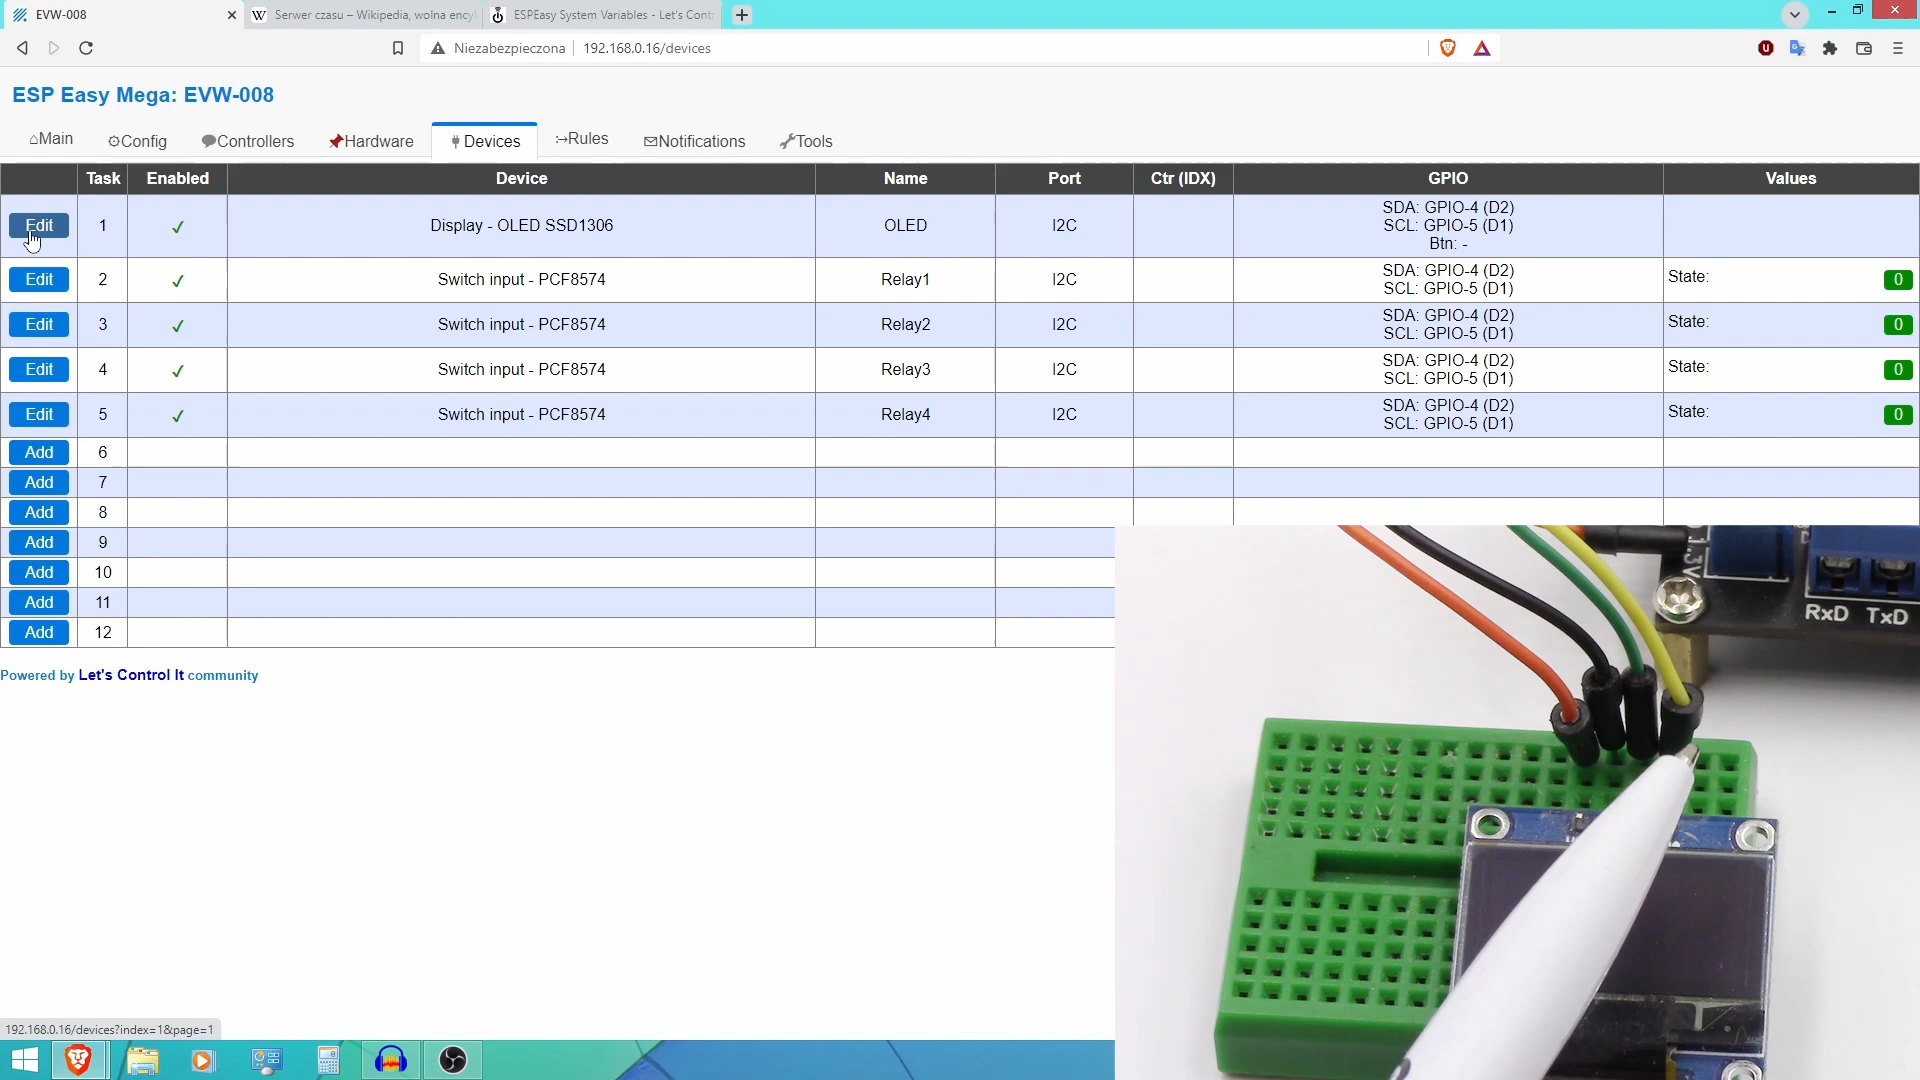 EVW-008
Serwer czasu – Wikipedia, wolna ency
ESPEasy System Variables - Let's Contr
Niezabezpieczona
192.168.0.16/devices
ESP Easy Mega: EVW-008
Main
Config
Controllers
Hardware
Devices
Rules
Notifications
Tools
Task Enabled Device Name Port Ctr (IDX) GPIO Values
Edit 1 ✓ Display - OLED SSD1306 OLED I2C SDA: GPIO-4 (D2)
SCL: GPIO-5 (D1)
Btn: -
Edit 2 ✓ Switch input - PCF8574 Relay1 I2C SDA: GPIO-4 (D2) State: 0
SCL: GPIO-5 (D1)
Edit 3 ✓ Switch input - PCF8574 Relay2 I2C SDA: GPIO-4 (D2) State: 0
SCL: GPIO-5 (D1)
Edit 4 ✓ Switch input - PCF8574 Relay3 I2C SDA: GPIO-4 (D2) State: 0
SCL: GPIO-5 (D1)
Edit 5 ✓ Switch input - PCF8574 Relay4 I2C SDA: GPIO-4 (D2) State: 0
SCL: GPIO-5 (D1)
Add 6
Add 7
Add 8
Add 9
Add 10
Add 11
Add 12
Powered by Let's Control It community
192.168.0.16/devices?index=1&page=1
RxD TxD